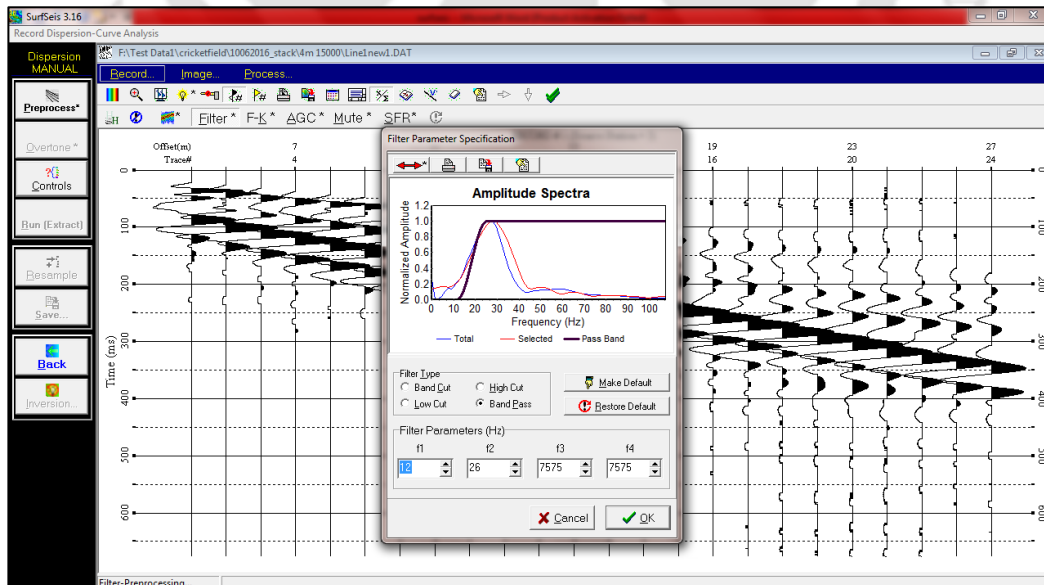 SurfSeis 3.16
Record Dispersion-Curve Analysis
Dispersion
MANUAL
Preprocess*
Overtone *
Controls
Run (Extract)
Resample
Save...
Back
Inversion...
F:\Test Data1\cricketfield\10062016_stack\4m 15000\Line1new1.DAT
Record... Image... Process...
Filter * F-K * AGC * Mute * SFR*
Offset(m) 7 19 23 27
Trace# 4 16 20 24
Time (ms)
0
100
200
300
400
500
600
Filter Parameter Specification
Amplitude Spectra
Normalized Amplitude
1.2
1.0
0.8
0.6
0.4
0.2
0.0
0 10 20 30 40 50 60 70 80 90 100
Frequency (Hz)
Total Selected Pass Band
Filter Type
Band Cut High Cut
Low Cut Band Pass
Make Default
Restore Default
Filter Parameters (Hz)
f1 f2 f3 f4
12 26 7575 7575
Cancel OK
Filter-Preprocessing